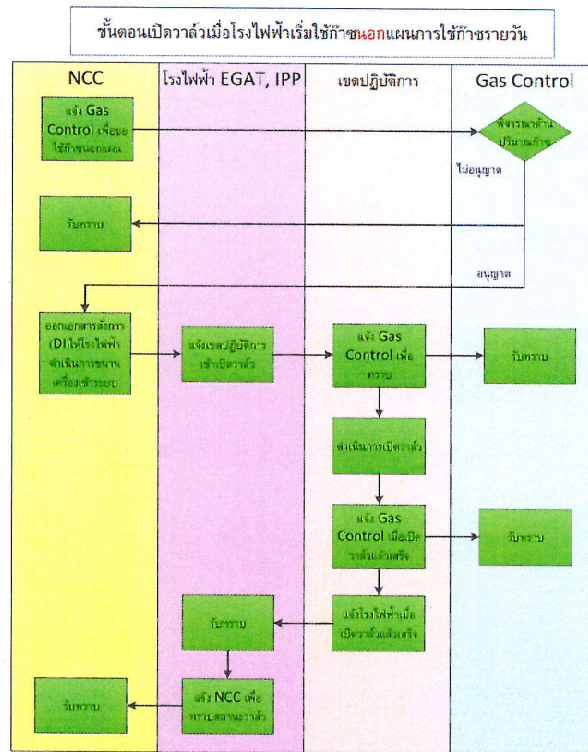 ขั้นตอนเปิดวาล์วเมื่อโรงไฟฟ้าเริ่มใช้ก๊าซนอกแผนการใช้ก๊าซรายวัน
NCC
โรงไฟฟ้า EGAT, IPP
เขตปฏิบัติการ
Gas Control
แจ้ง Gas
Control เพื่อขอ
ใช้ก๊าซนอกแผน
พิจารณาด้าน
ปริมาณก๊าซ
ไม่อนุญาต
รับทราบ
อนุญาต
ออกเอกสารสั่งการ
(DI ให้โรงไฟฟ้า
ดำเนินการขนาน
เครื่องเข้าระบบ
แจ้งเขตปฏิบัติการ
เข้าเปิดวาล์ว
แจ้ง Gas
Control เพื่อ
ทราบ
รับทราบ
ดำเนินการเปิดวาล์ว
แจ้ง Gas
Control เมื่อเปิด
วาล์วแล้วเสร็จ
รับทราบ
แจ้งโรงไฟฟ้าเมื่อ
เปิดวาล์วแล้วเสร็จ
รับทราบ
แจ้ง NCC เพื่อ
ทราบสถานะวาล์ว
รับทราบ